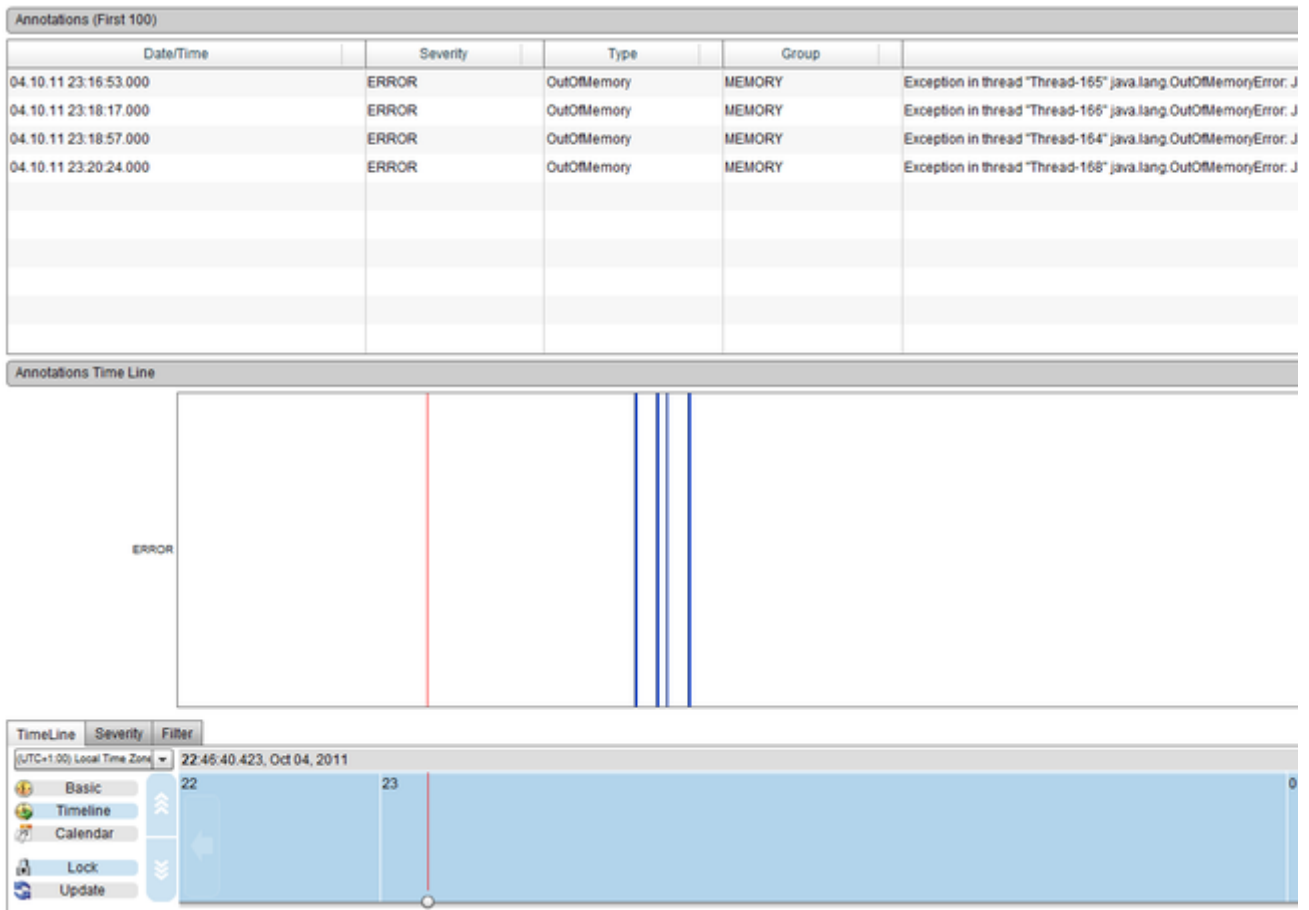 Annotations (First 100)
Date/Time Severity Type Group
04.10.11 23:16:53.000 ERROR OutOfMemory MEMORY Exception in thread "Thread-165" java.lang.OutOfMemoryError: J
04.10.11 23:18:17.000 ERROR OutOfMemory MEMORY Exception in thread "Thread-166" java.lang.OutOfMemoryError: J
04.10.11 23:18:57.000 ERROR OutOfMemory MEMORY Exception in thread "Thread-164" java.lang.OutOfMemoryError: J
04.10.11 23:20:24.000 ERROR OutOfMemory MEMORY Exception in thread "Thread-168" java.lang.OutOfMemoryError: J
Annotations Time Line
ERROR
TimeLine Severity Filter
(UTC+1:00) Local Time Zone 22:46:40.423, Oct 04, 2011
22 23 0
Basic
Timeline
Calendar
Lock
Update